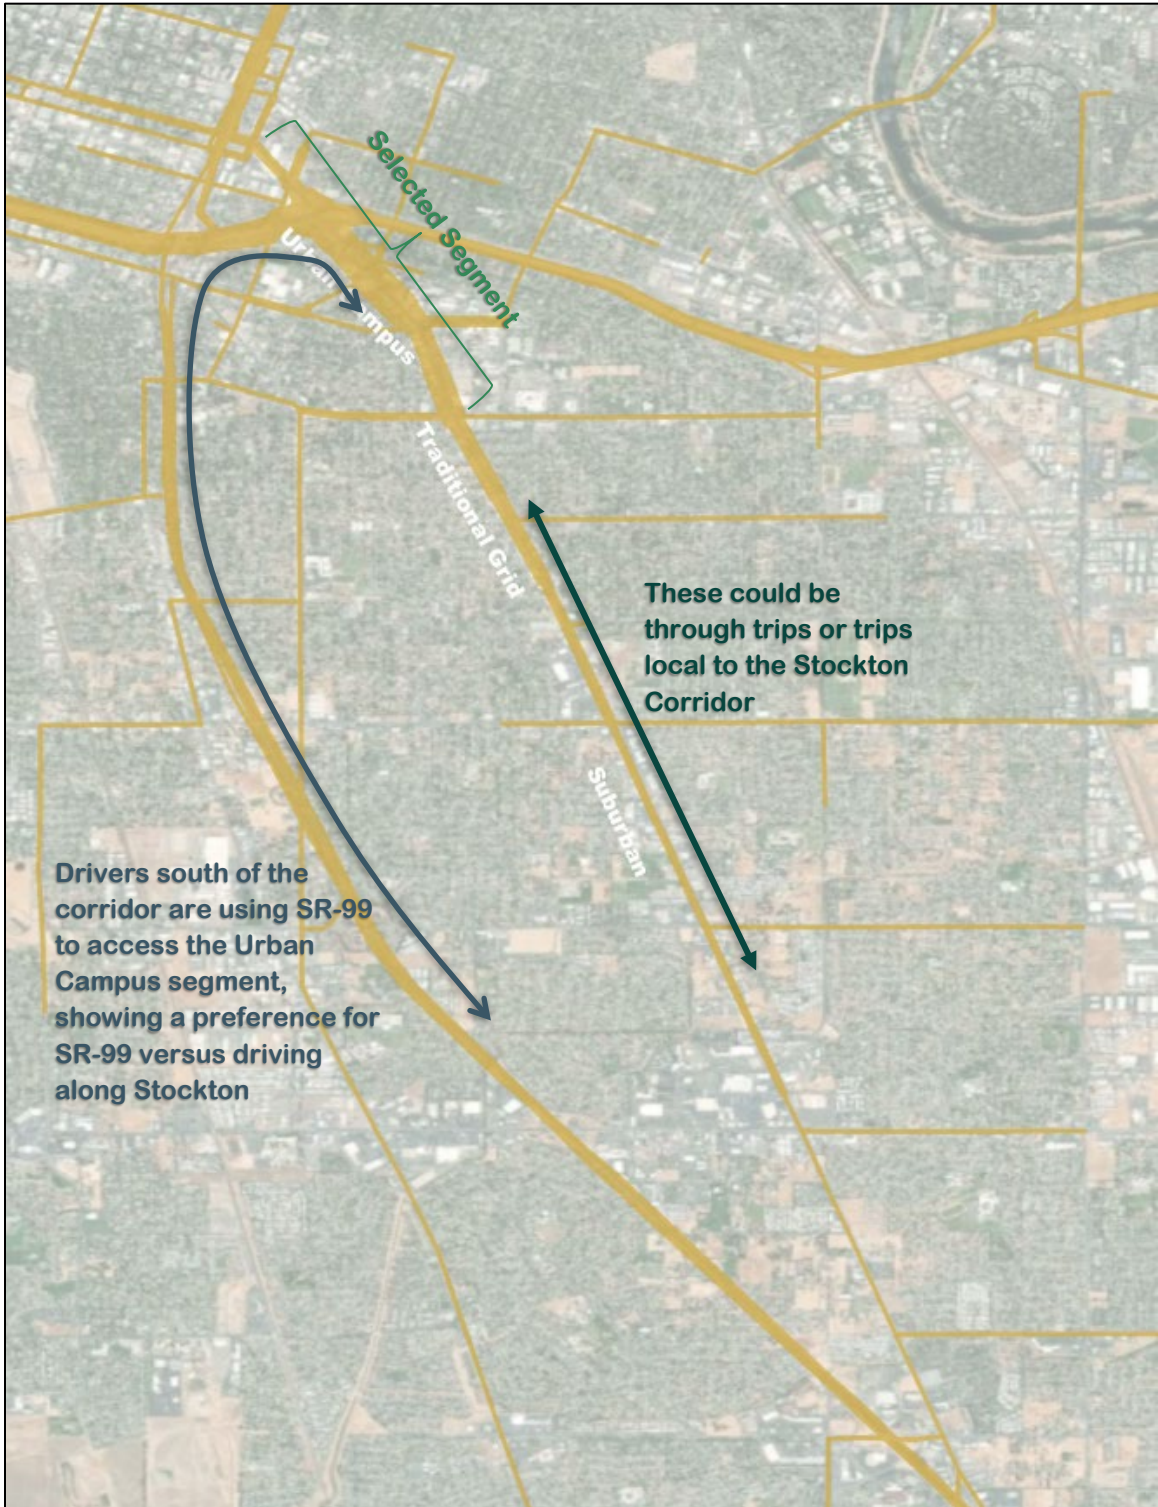 Selected Segment
Urban Campus
Traditional Grid
These could be
through trips or trips
local to the Stockton
Corridor
Suburban
Drivers south of the
corridor are using SR-99
to access the Urban
Campus segment,
showing a preference for
SR-99 versus driving
along Stockton